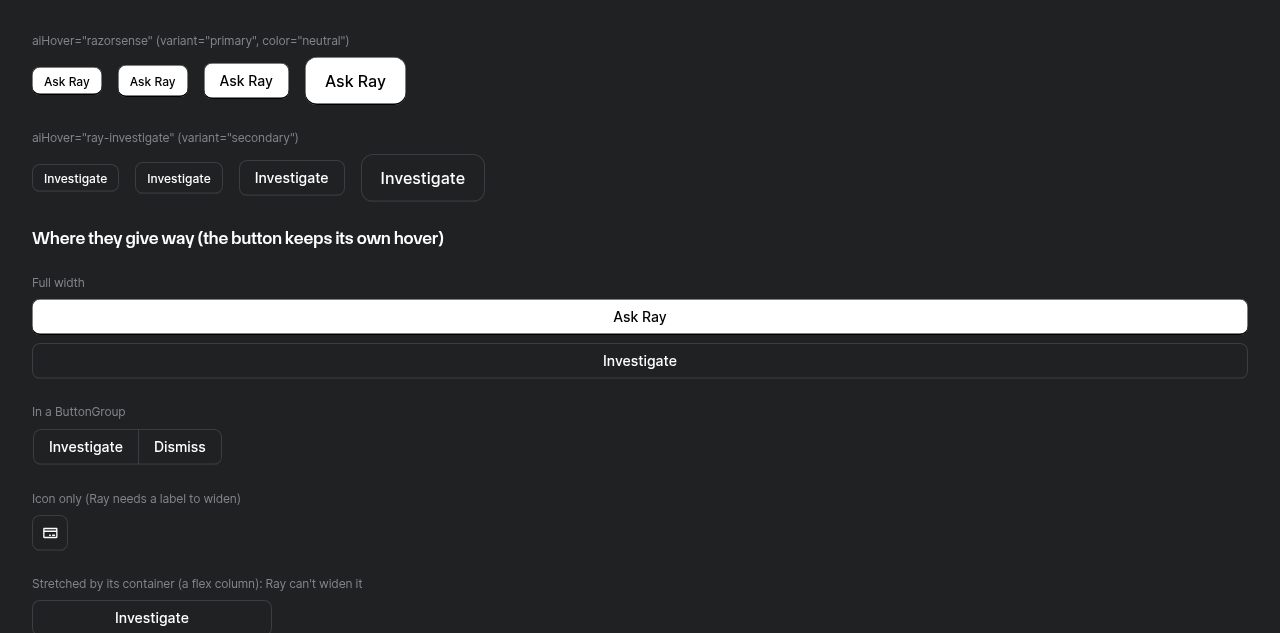 aiHover="razorsense" (variant="primary", color="neutral")
Ask Ray Ask Ray Ask Ray Ask Ray
aiHover="ray-investigate" (variant="secondary")
Investigate Investigate Investigate Investigate
Where they give way (the button keeps its own hover)
Full width
Ask Ray
Investigate
In a ButtonGroup
Investigate Dismiss
Icon only (Ray needs a label to widen)
Stretched by its container (a flex column): Ray can't widen it
Investigate